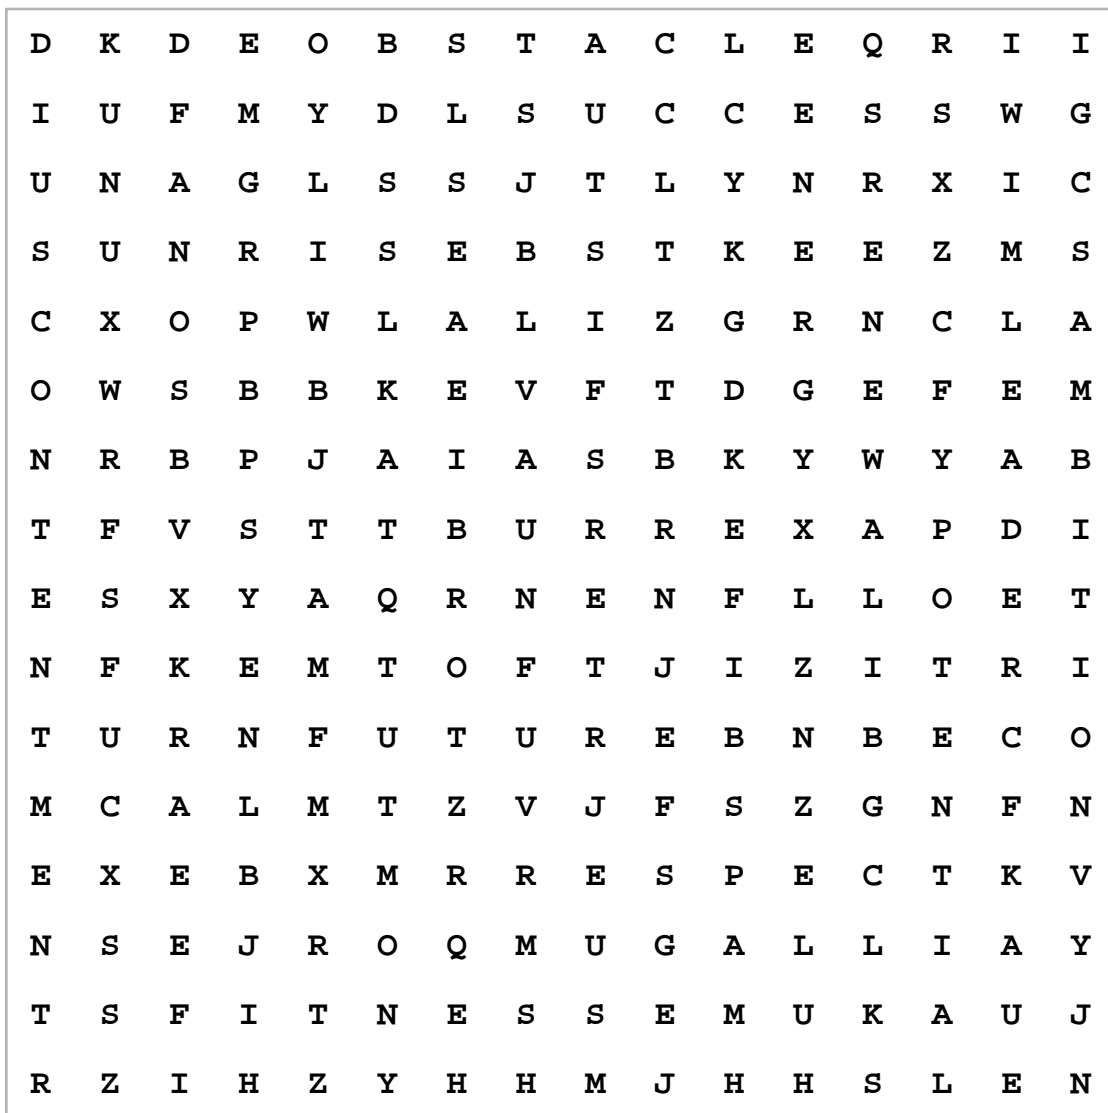 D K D E O B S T A C L E Q R I I
I U F M Y D L S U C C E S S W G
U N A G L S S J T L Y N R X I C
S U N R I S E B S T K E E Z M S
C X O P W L A L I Z G R N C L A
O W S B B K E V F T D G E F E M
N R B P J A I A S B K Y W Y A B
T F V S T T B U R R E X A P D I
E S X Y A Q R N E N F L L O E T
N F K E M T O F T J I Z I T R I
T U R N F U T U R E B N B E C O
M C A L M T Z V J F S Z G N F N
E X E B X M R R E S P E C T K V
N S E J R O Q M U G A L L I A Y
T S F I T N E S S E M U K A U J
R Z I H Z Y H H M J H H S L E N